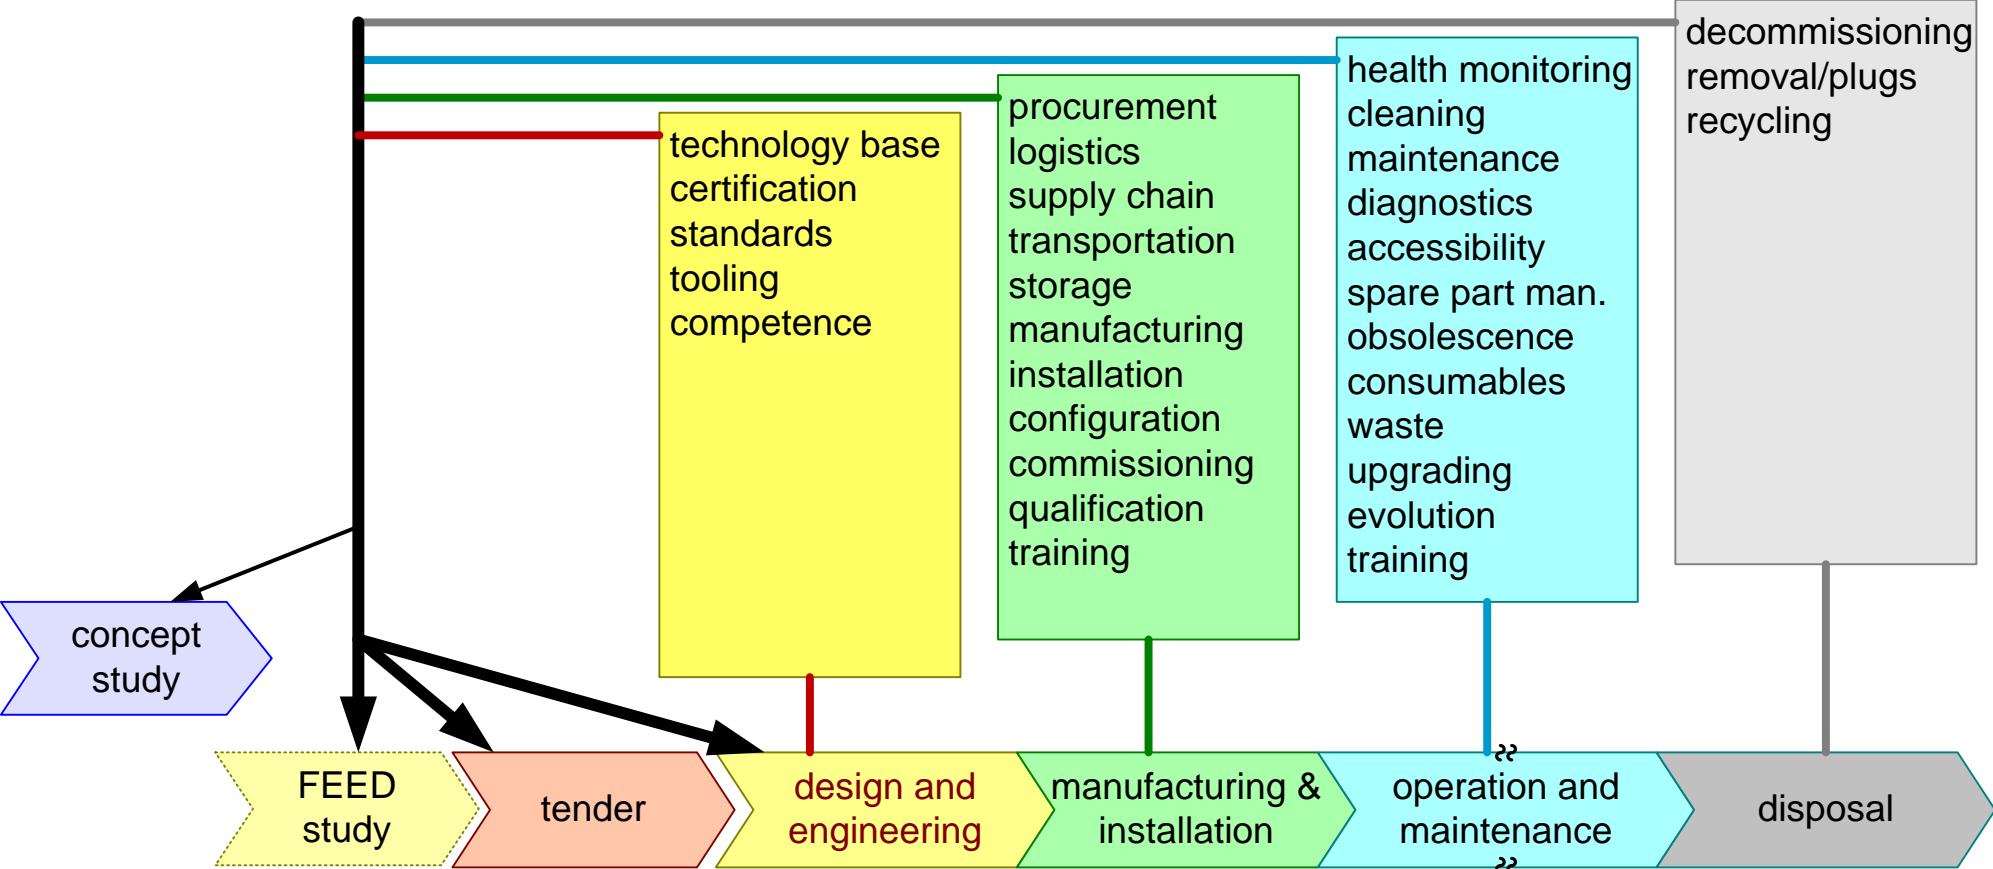 decommissioning
removal/plugs
recycling
health monitoring
cleaning
maintenance
diagnostics
accessibility
spare part man.
obsolescence
consumables
waste
upgrading
evolution
training
procurement
logistics
supply chain
transportation
storage
manufacturing
installation
configuration
commissioning
qualification
training
technology base
certification
standards
tooling
competence
concept
study
FEED
study
tender
design and
engineering
manufacturing &
installation
operation and
maintenance
disposal